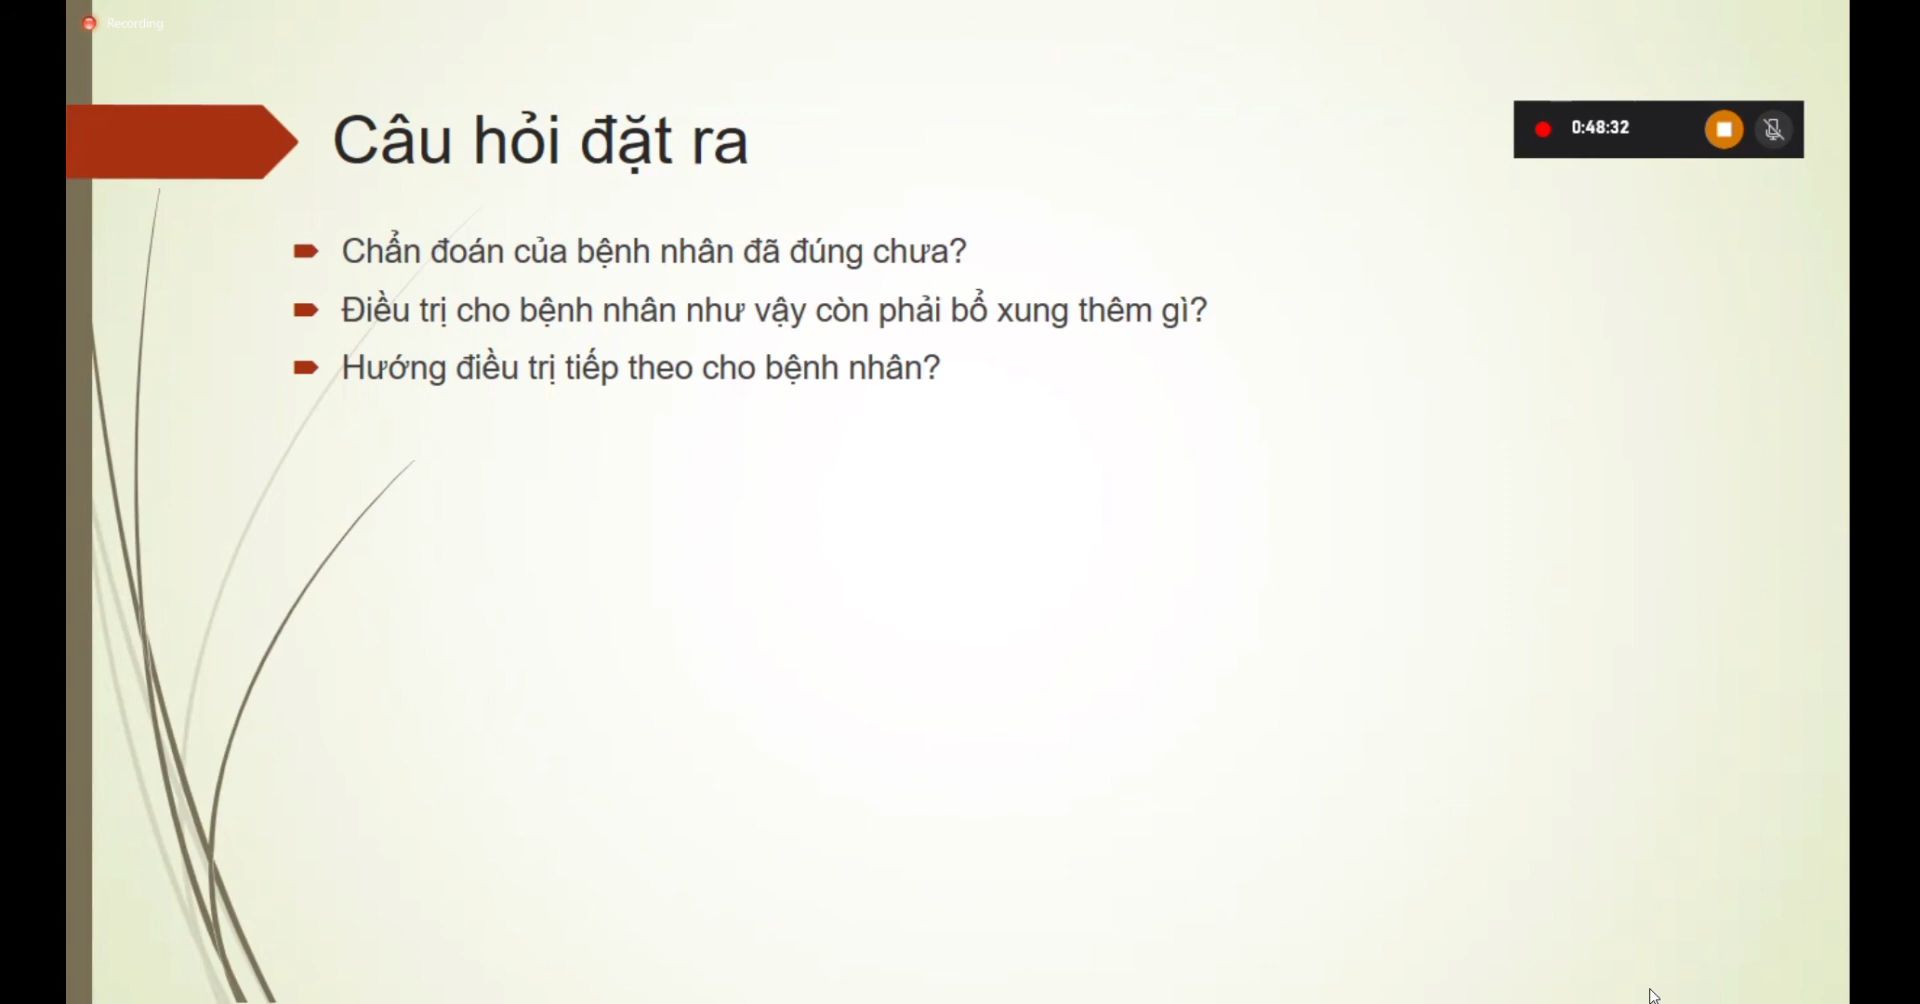 Recording
Câu hỏi đặt ra
0:48:32
Chẩn đoán của bệnh nhân đã đúng chưa?
Điều trị cho bệnh nhân như vậy còn phải bổ xung thêm gì?
Hướng điều trị tiếp theo cho bệnh nhân?